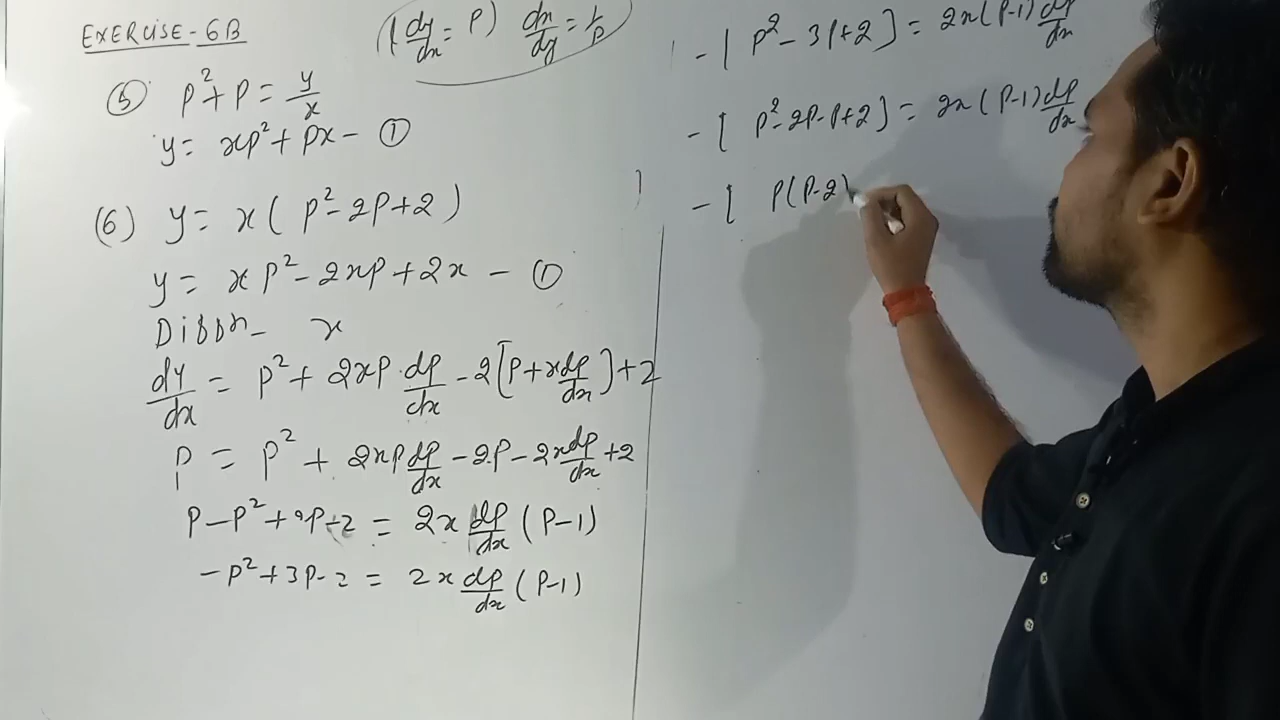 EXERCISE-6B
(dy/dx = P) dx/dy = 1/P
(5) P² + P = y/x
y = xP² + Px - ①
(6) y = x( P² - 2P + 2 )
y = xP² - 2xP + 2x - ①
Diffn- x
dy/dx = P² + 2xP · dP/dx - 2[P + x dP/dx] + 2
P = P² + 2xP dP/dx - 2P - 2x dP/dx + 2
P - P² + 2P - 2 = 2x dP/dx (P-1)
-P² + 3P - 2 = 2x dP/dx (P-1)
- [ P² - 3P + 2 ] = 2x (P-1) dP/dx
- [ P² - 2P - P + 2 ] = 2x (P-1) dP/dx
- [ P(P-2)